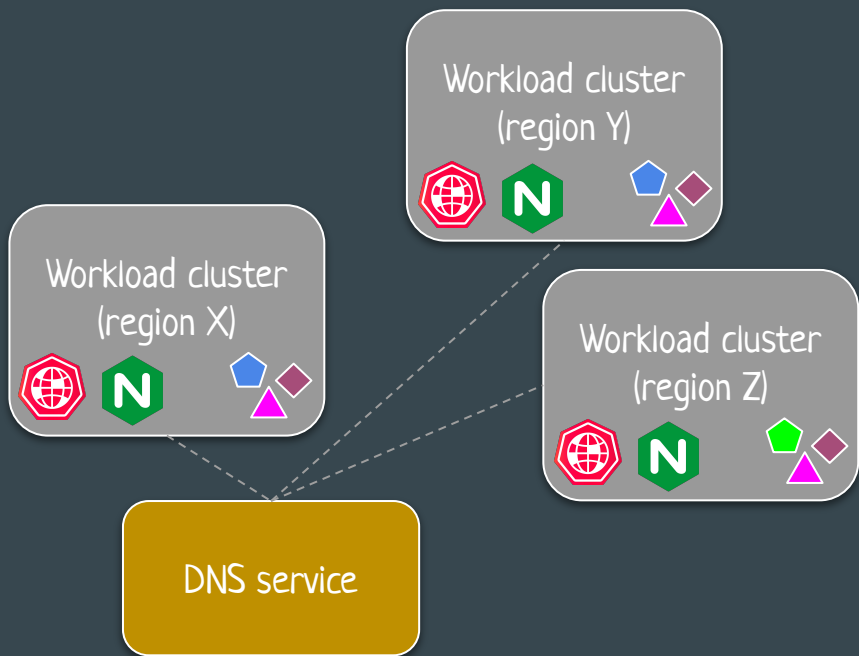 Workload cluster
(region Y)
N
Workload cluster
(region X)
N
Workload cluster
(region Z)
N
DNS service